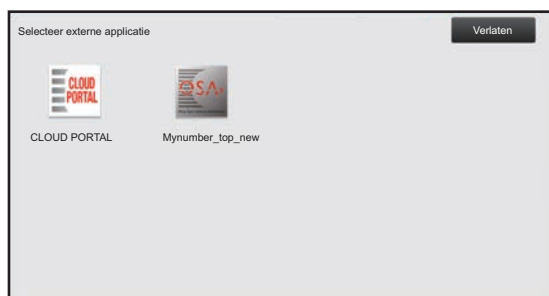 Selecteer externe applicatie
Verlaten
CLOUD
PORTAL
OSA
CLOUD PORTAL
Mynumber_top_new